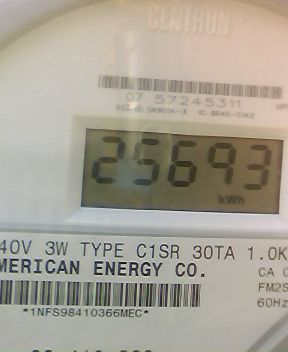 CENTRON
07 57245311
25693
kWh
40V 3W TYPE C1SR 30TA 1.0K
MERICAN ENERGY CO.
CA
FM2S
60Hz
*1NFS98410366MEC*